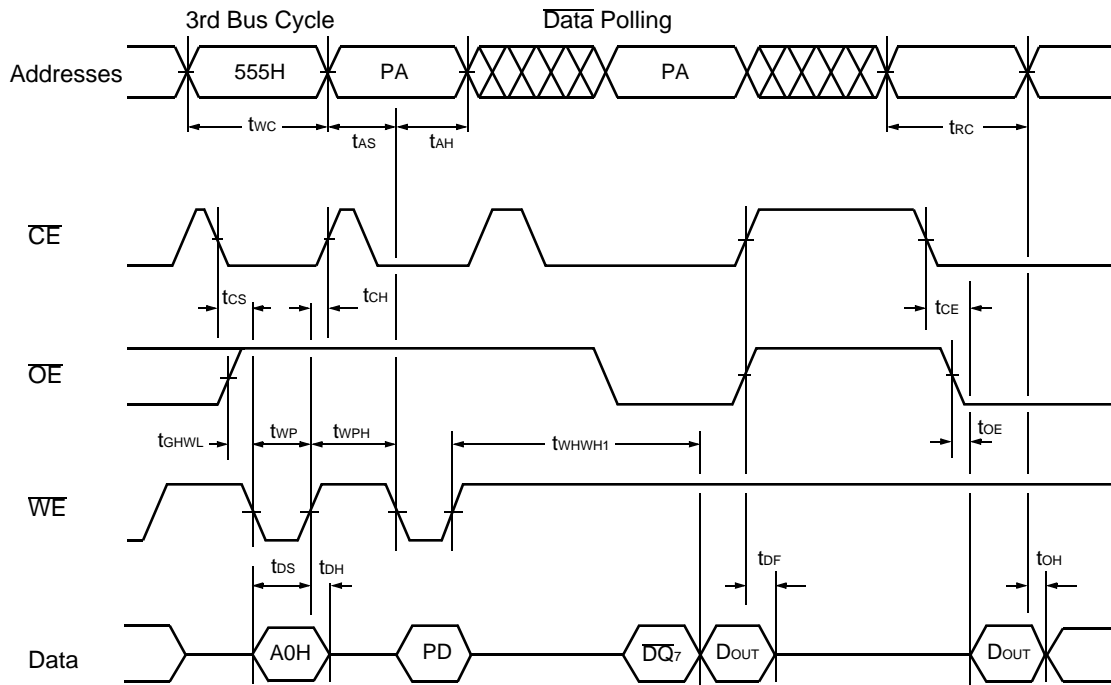 3rd Bus Cycle Data Polling
Addresses 555H PA PA
tWC tAS tAH tRC
CE
tCS tCH tCE
OE
tGHWL tWP tWPH tWHWH1 tOE
WE
tDS tDH tDF tOH
Data A0H PD DQ7 DOUT DOUT